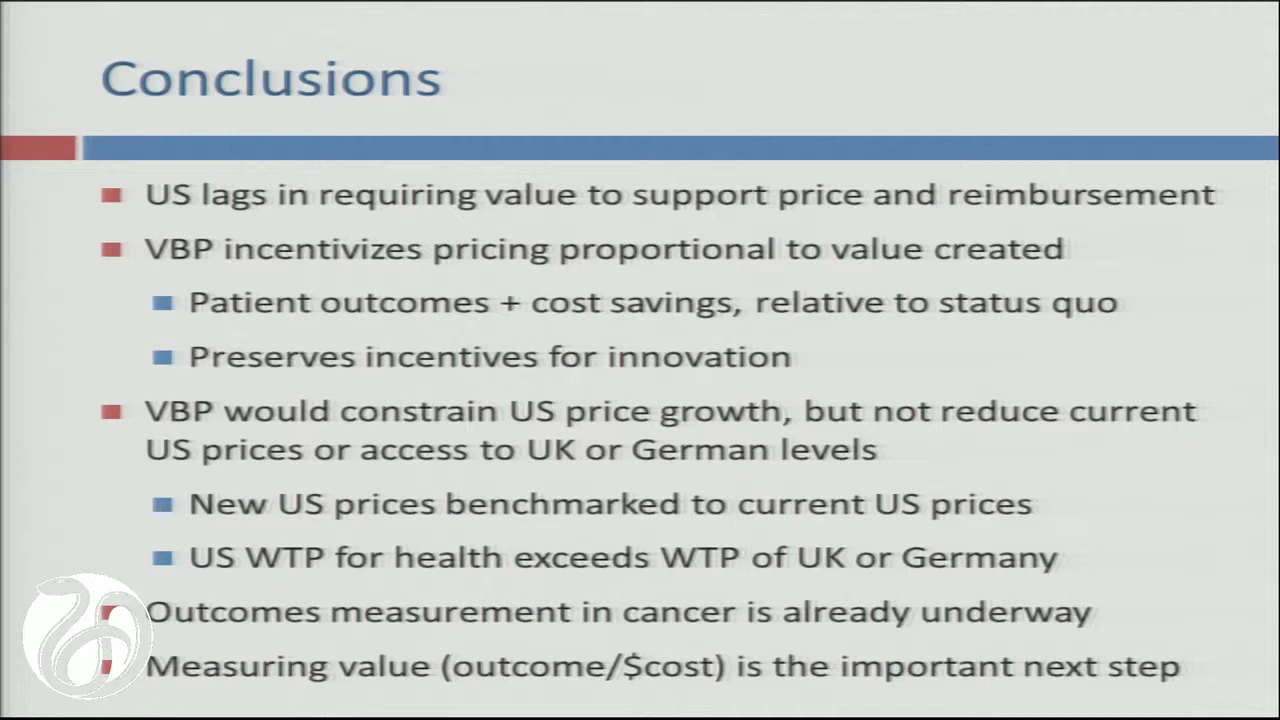 Conclusions
US lags in requiring value to support price and reimbursement
VBP incentivizes pricing proportional to value created
Patient outcomes + cost savings, relative to status quo
Preserves incentives for innovation
VBP would constrain US price growth, but not reduce current
US prices or access to UK or German levels
New US prices benchmarked to current US prices
US WTP for health exceeds WTP of UK or Germany
Outcomes measurement in cancer is already underway
Measuring value (outcome/$cost) is the important next step